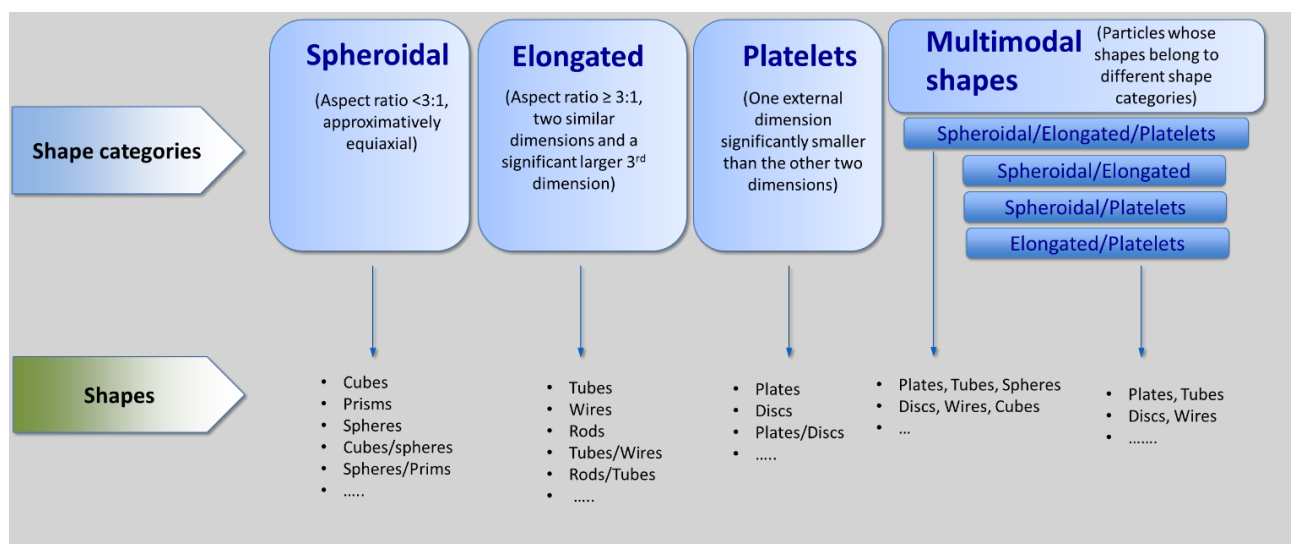 Spheroidal
(Aspect ratio <3:1,
approximatively
equiaxial)
Elongated
(Aspect ratio ≥ 3:1,
two similar
dimensions and a
significant larger 3rd
dimension)
Platelets
(One external
dimension
significantly smaller
than the other two
dimensions)
Multimodal
shapes
(Particles whose
shapes belong to
different shape
categories)
Spheroidal/Elongated/Platelets
Spheroidal/Elongated
Spheroidal/Platelets
Elongated/Platelets
Shape categories
Shapes
• Cubes
• Prisms
• Spheres
• Cubes/spheres
• Spheres/Prims
• …..
• Tubes
• Wires
• Rods
• Tubes/Wires
• Rods/Tubes
• …..
• Plates
• Discs
• Plates/Discs
• …..
• Plates, Tubes, Spheres
• Discs, Wires, Cubes
• …
• Plates, Tubes
• Discs, Wires
• …….